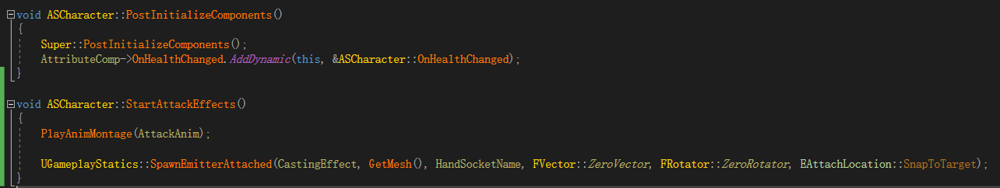 void ASCharacter::PostInitializeComponents()
{
Super::PostInitializeComponents();
AttributeComp->OnHealthChanged.AddDynamic(this, &ASCharacter::OnHealthChanged);
}
void ASCharacter::StartAttackEffects()
{
PlayAnimMontage(AttackAnim);
UGameplayStatics::SpawnEmitterAttached(CastingEffect, GetMesh(), HandSocketName, FVector::ZeroVector, FRotator::ZeroRotator, EAttachLocation::SnapToTarget);
}